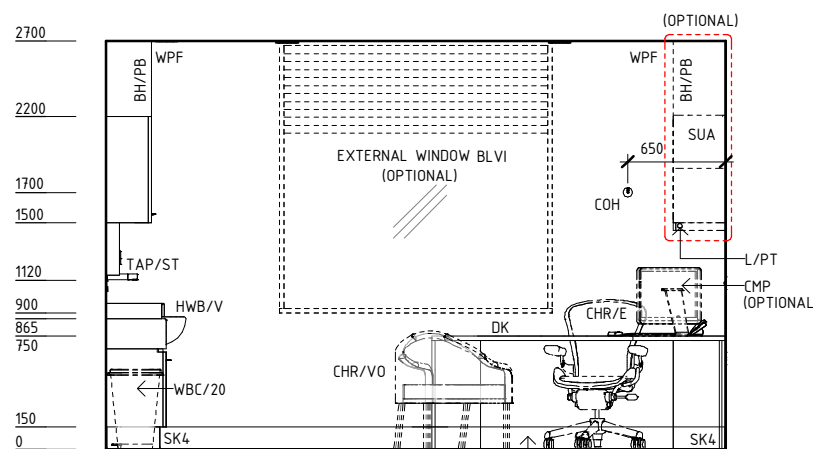 (OPTIONAL)
2700
WPF
WPF
BH/PB
BH/PB
2200
SUA
650
EXTERNAL WINDOW BLVI
(OPTIONAL)
1700
COH
1500
L/PT
TAP/ST
1120
CMP
(OPTIONAL
900
HWB/V
CHR/E
865
DK
750
CHR/VO
WBC/20
150
SK4
SK4
0